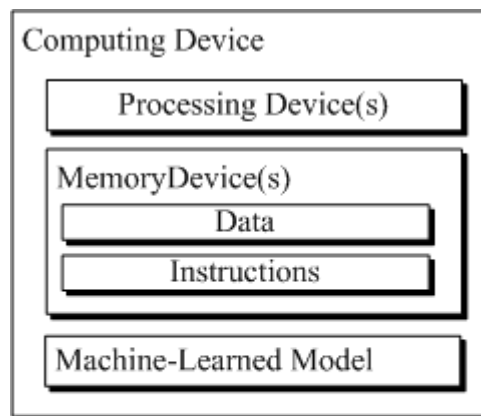 Computing Device
Processing Device(s)
MemoryDevice(s)
Data
Instructions
Machine-Learned Model